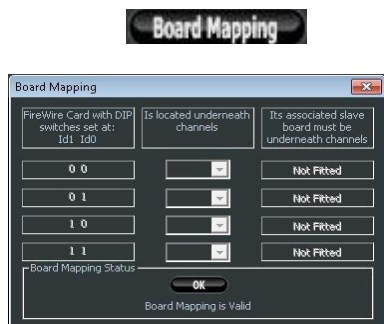 Board Mapping
Board Mapping
FireWire Card with DIP
switches set at:
Id1 Id0
Is located underneath
channels
Its associated slave
board must be
underneath channels
0 0
Not Fitted
0 1
Not Fitted
1 0
Not Fitted
1 1
Not Fitted
Board Mapping Status
OK
Board Mapping is Valid